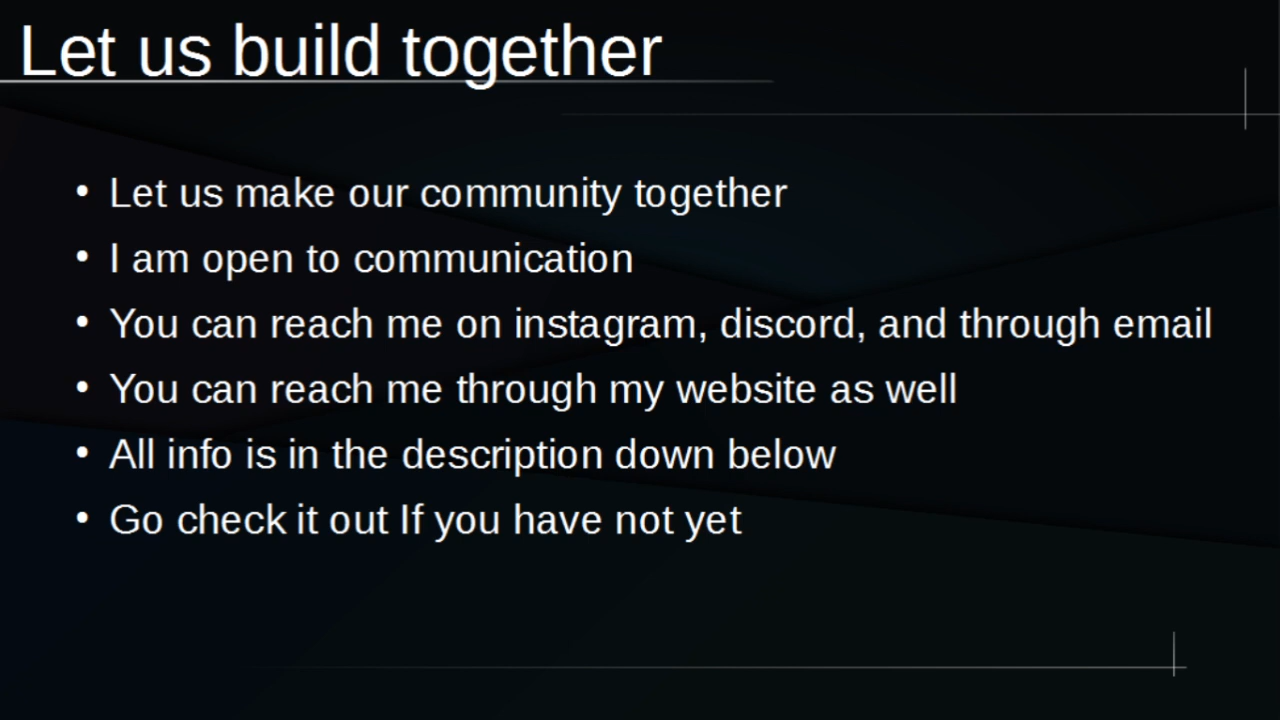 Let us build together
• Let us make our community together
• I am open to communication
• You can reach me on instagram, discord, and through email
• You can reach me through my website as well
• All info is in the description down below
• Go check it out If you have not yet